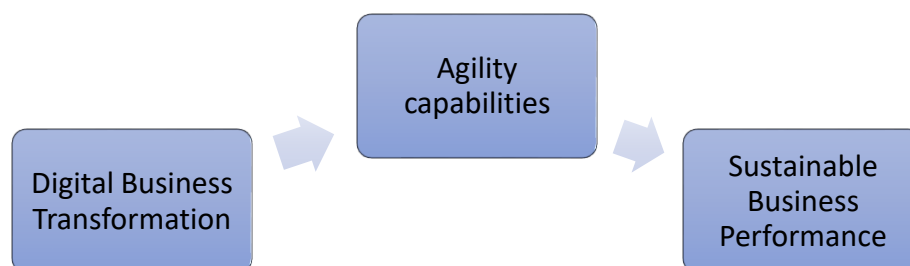 Agility
capabilities
Digital Business
Transformation
Sustainable
Business
Performance